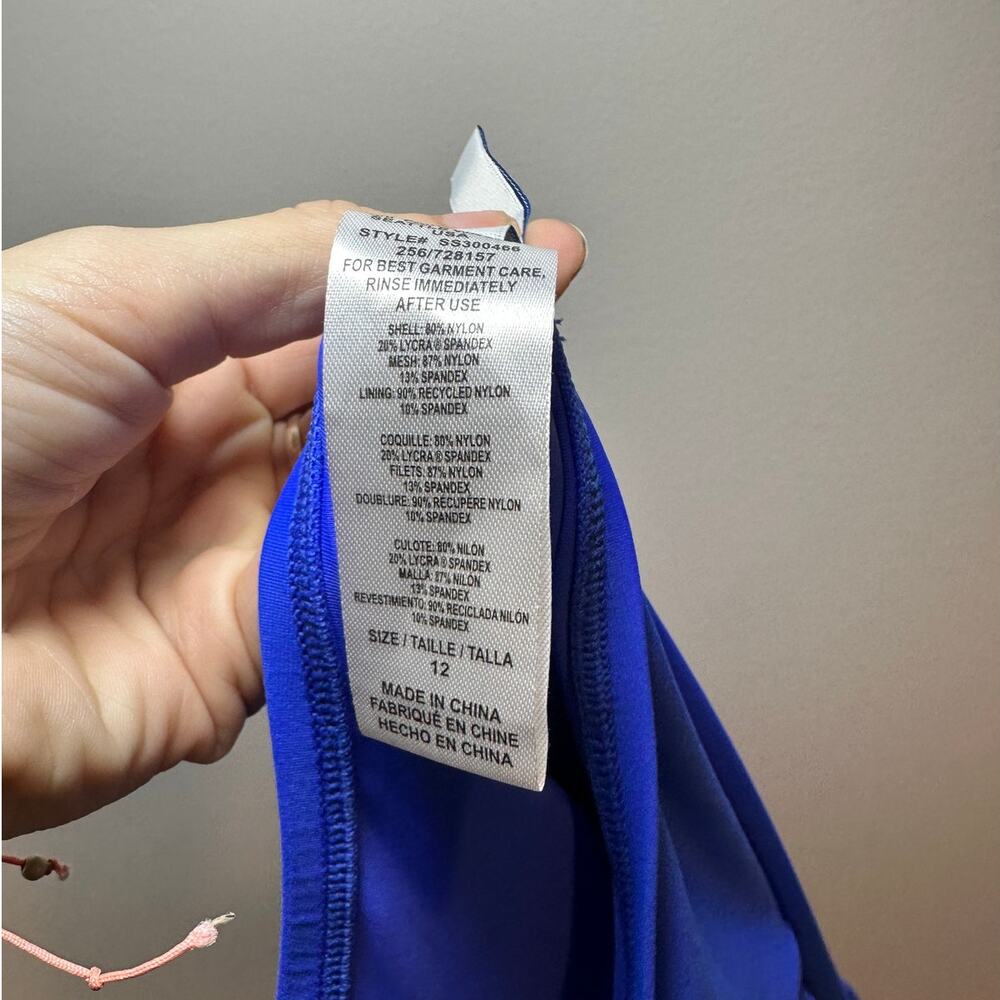 USA
STYLE# SS300466
256/728157
FOR BEST GARMENT CARE,
RINSE IMMEDIATELY
AFTER USE
SHELL: 80% NYLON
20% LYCRA® SPANDEX
MESH: 87% NYLON
13% SPANDEX
LINING: 90% RECYCLED NYLON
10% SPANDEX
COQUILLE: 80% NYLON
20% LYCRA® SPANDEX
FILETS: 87% NYLON
13% SPANDEX
DOUBLURE: 90% RECUPERE NYLON
10% SPANDEX
CULOTE: 80% NILÓN
20% LYCRA® SPANDEX
MALLA: 87% NILON
13% SPANDEX
REVESTIMIENTO: 90% RECICLADA NILÓN
10% SPANDEX
SIZE / TAILLE / TALLA
12
MADE IN CHINA
FABRIQUÉ EN CHINE
HECHO EN CHINA